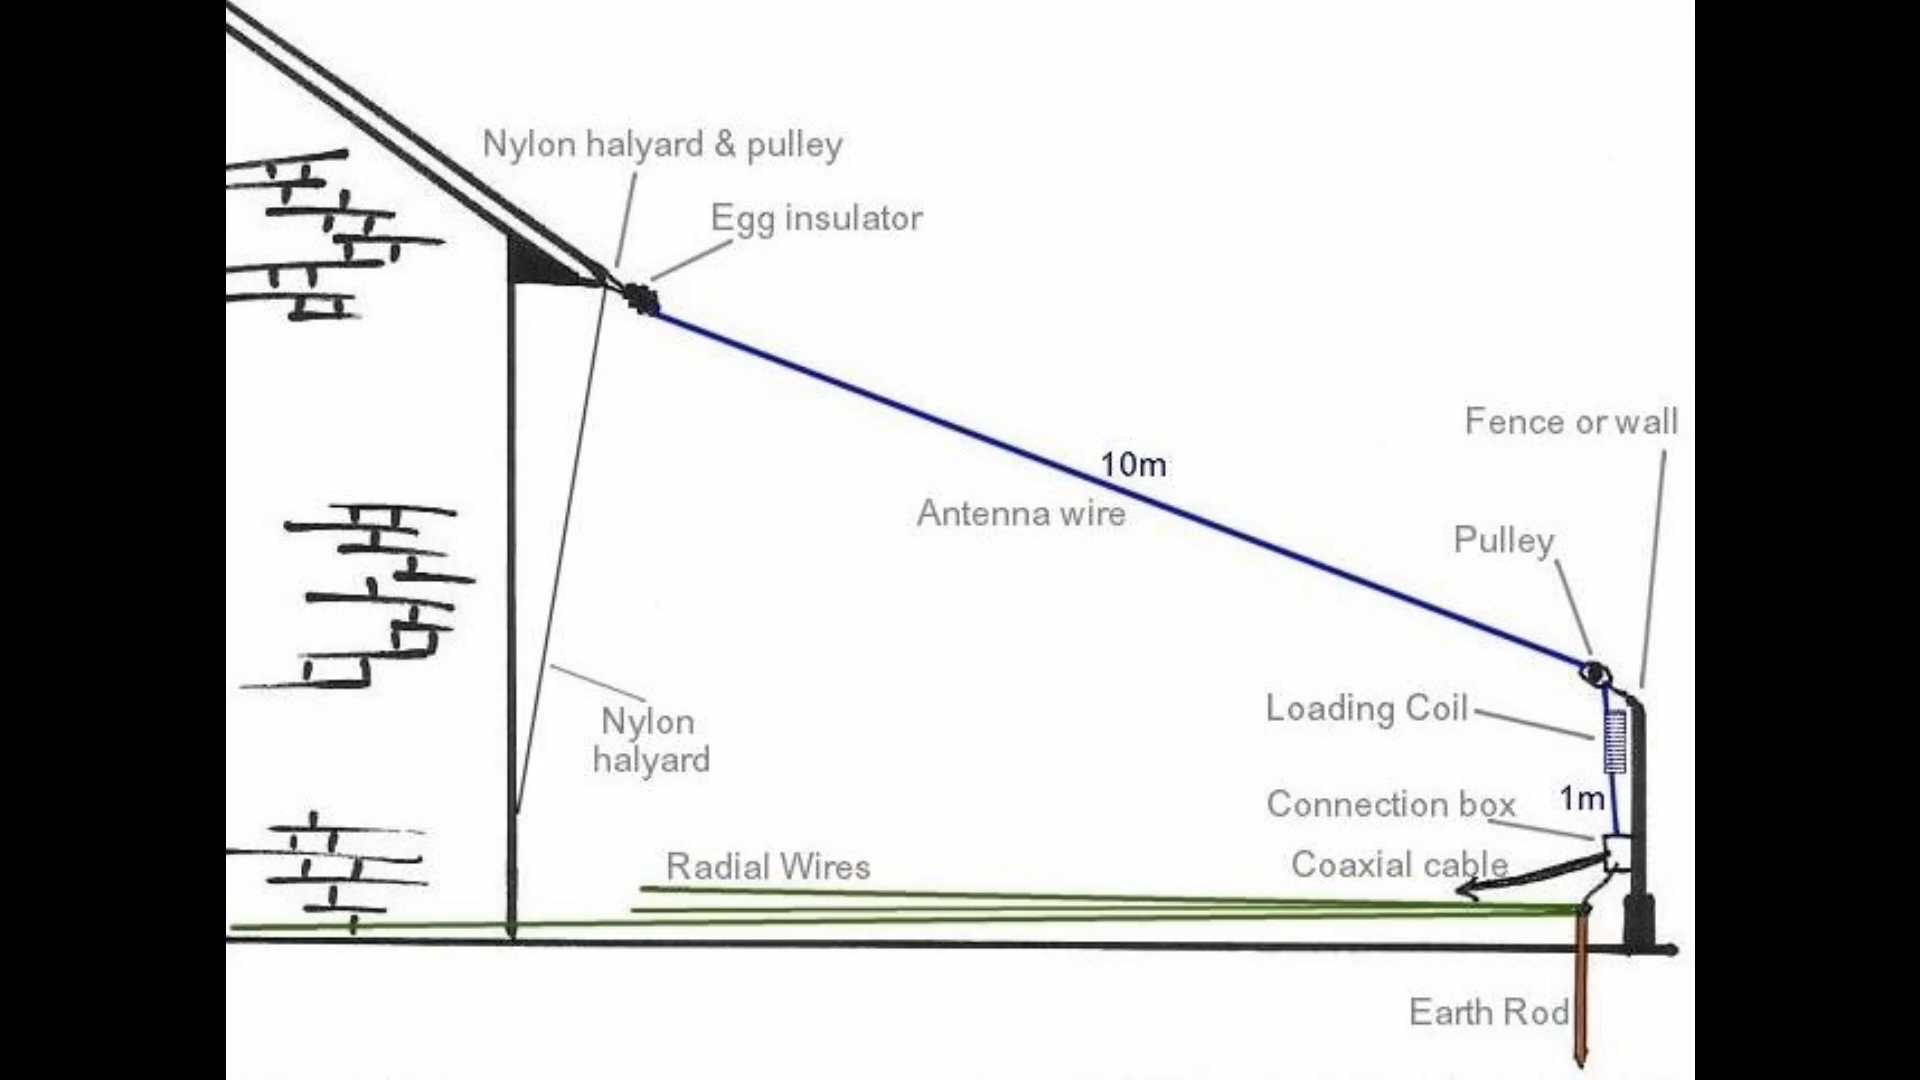 Nylon halyard & pulley
Egg insulator
Fence or wall
10m
Antenna wire
Pulley
Loading Coil
Nylon
halyard
Connection box
1m
Radial Wires
Coaxial cable
Earth Rod